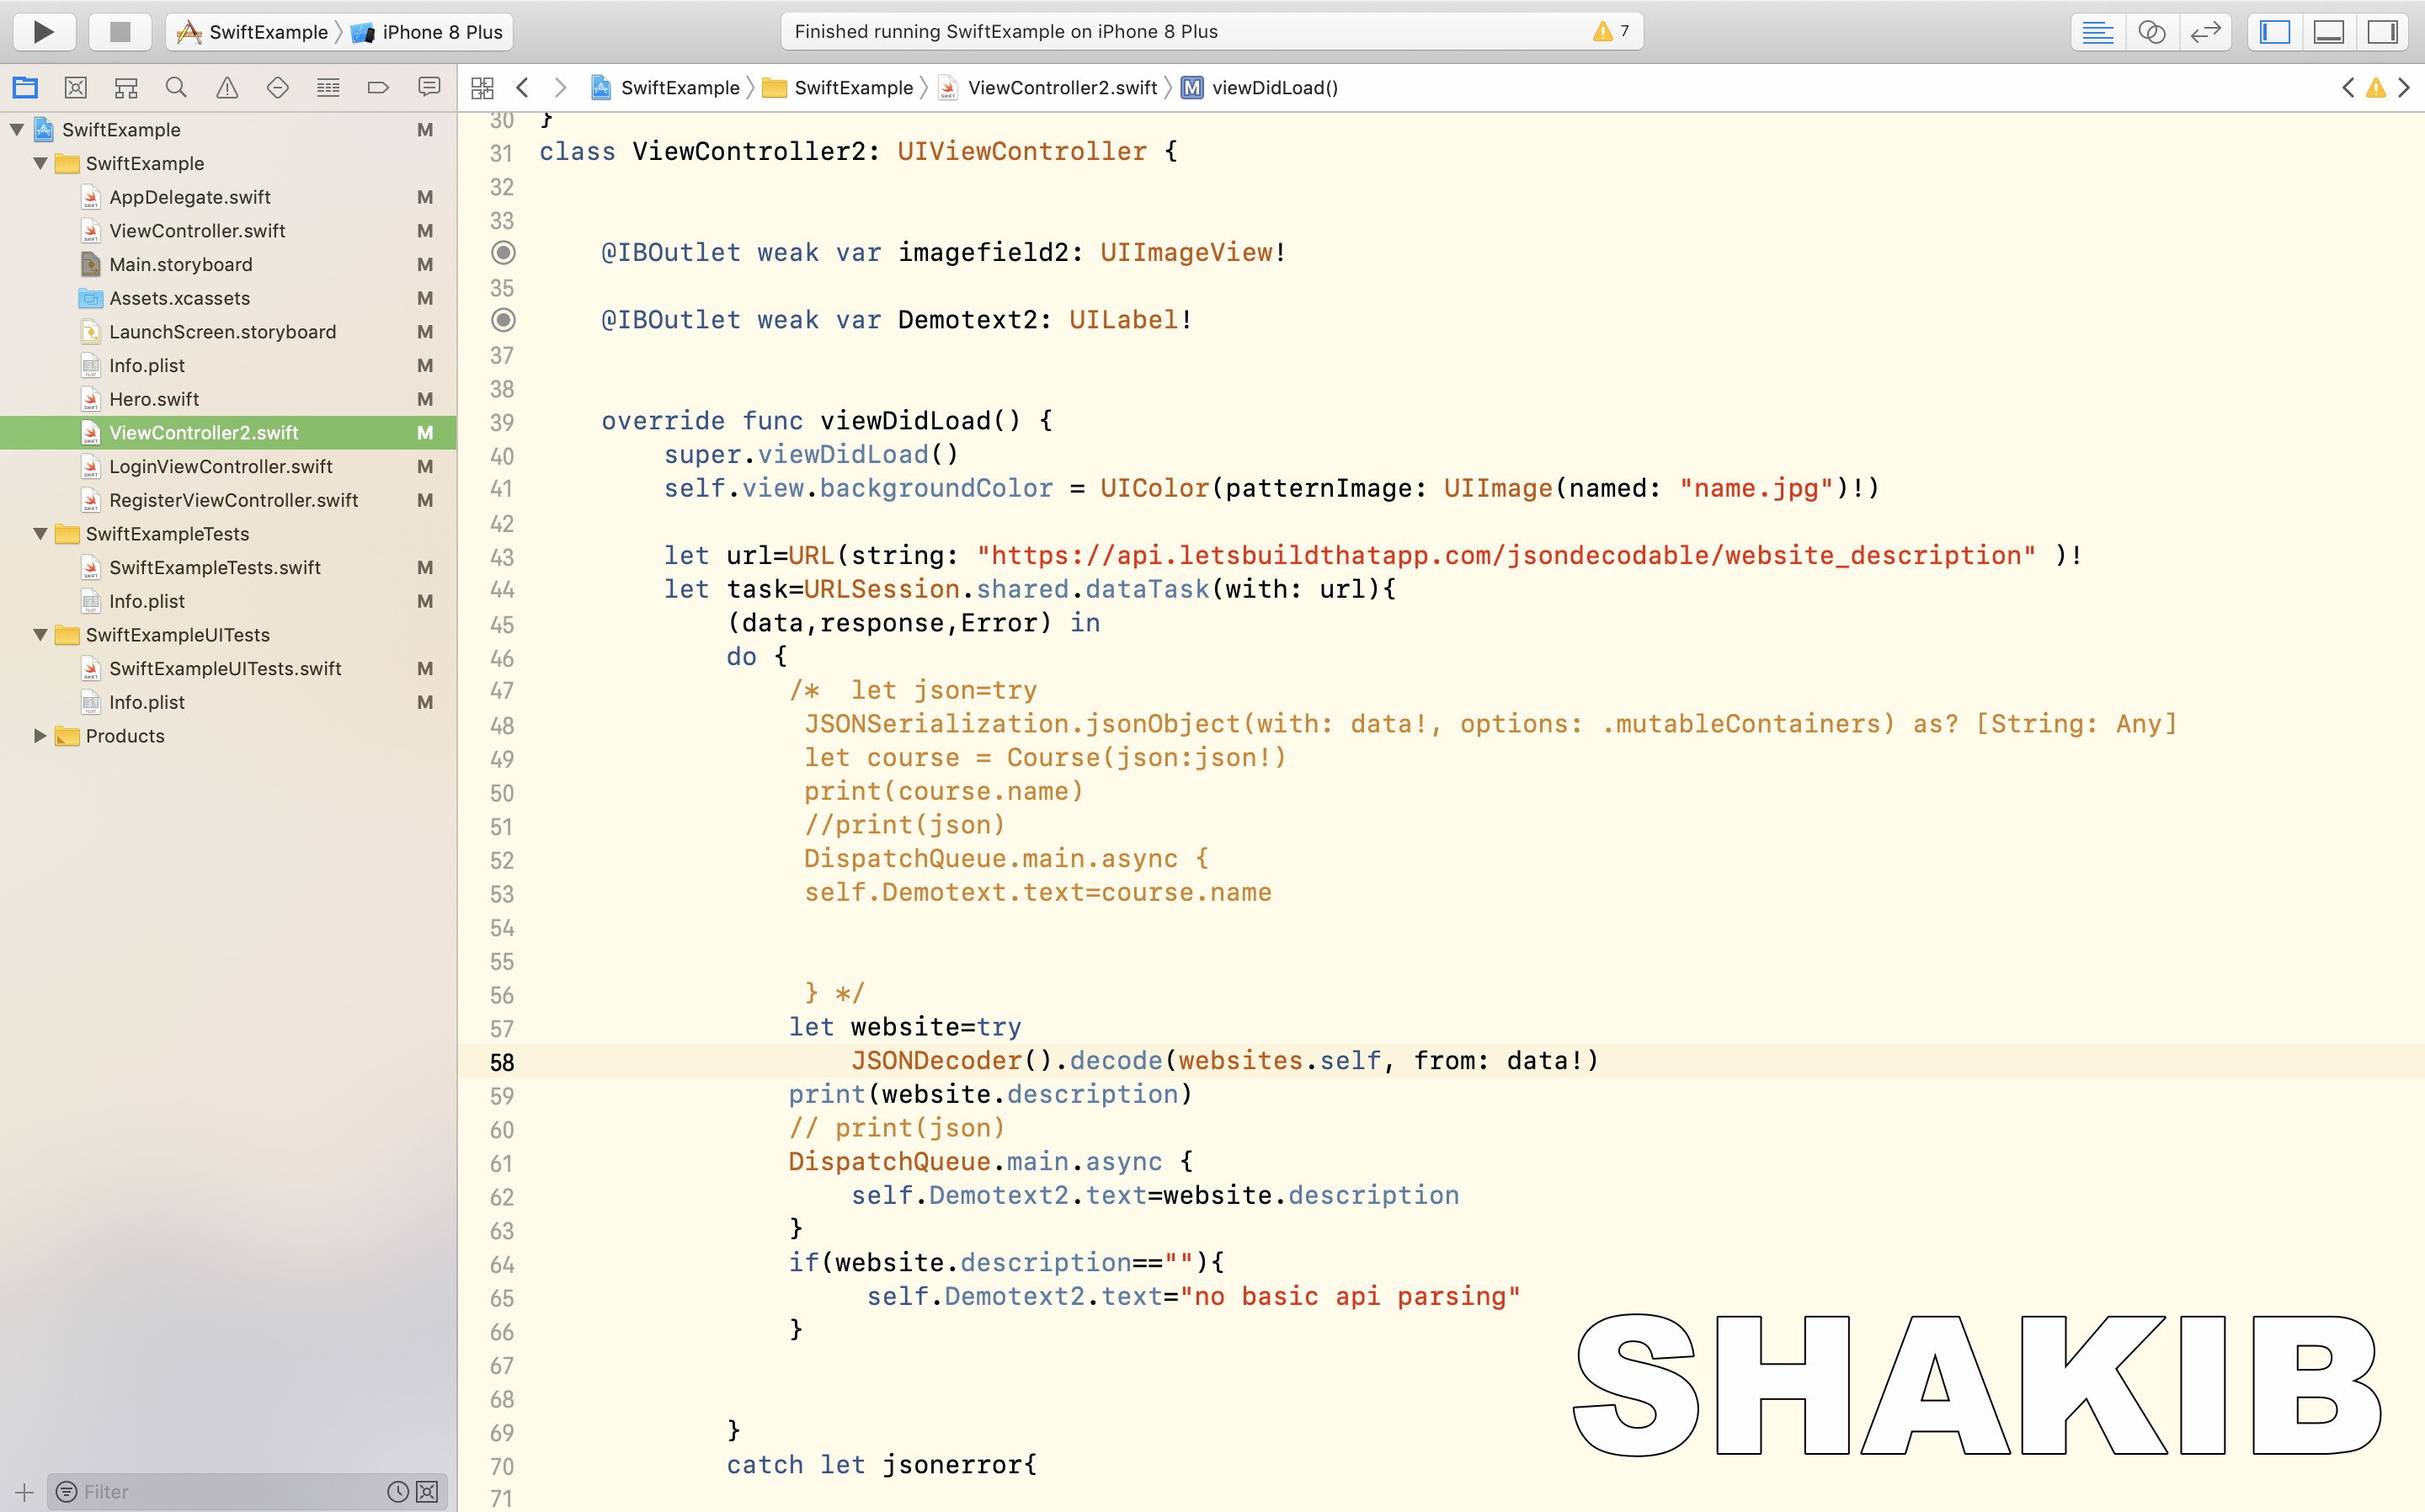 SwiftExample iPhone 8 Plus
Finished running SwiftExample on iPhone 8 Plus 7
SwiftExample SwiftExample ViewController2.swift M viewDidLoad()
SwiftExample M
SwiftExample
AppDelegate.swift M
ViewController.swift M
Main.storyboard M
Assets.xcassets M
LaunchScreen.storyboard M
Info.plist M
Hero.swift M
ViewController2.swift M
LoginViewController.swift M
RegisterViewController.swift M
SwiftExampleTests
SwiftExampleTests.swift M
Info.plist M
SwiftExampleUITests
SwiftExampleUITests.swift M
Info.plist M
Products
Filter
30 }
31 class ViewController2: UIViewController {
32
33
@IBOutlet weak var imagefield2: UIImageView!
35
@IBOutlet weak var Demotext2: UILabel!
37
38
39 override func viewDidLoad() {
40 super.viewDidLoad()
41 self.view.backgroundColor = UIColor(patternImage: UIImage(named: "name.jpg")!)
42
43 let url=URL(string: "https://api.letsbuildthatapp.com/jsondecodable/website_description" )!
44 let task=URLSession.shared.dataTask(with: url){
45 (data,response,Error) in
46 do {
47 /* let json=try
48 JSONSerialization.jsonObject(with: data!, options: .mutableContainers) as? [String: Any]
49 let course = Course(json:json!)
50 print(course.name)
51 //print(json)
52 DispatchQueue.main.async {
53 self.Demotext.text=course.name
54
55
56 } */
57 let website=try
58 JSONDecoder().decode(websites.self, from: data!)
59 print(website.description)
60 // print(json)
61 DispatchQueue.main.async {
62 self.Demotext2.text=website.description
63 }
64 if(website.description==""){
65 self.Demotext2.text="no basic api parsing"
66 }
67
68
69 }
70 catch let jsonerror{
71
SHAKIB